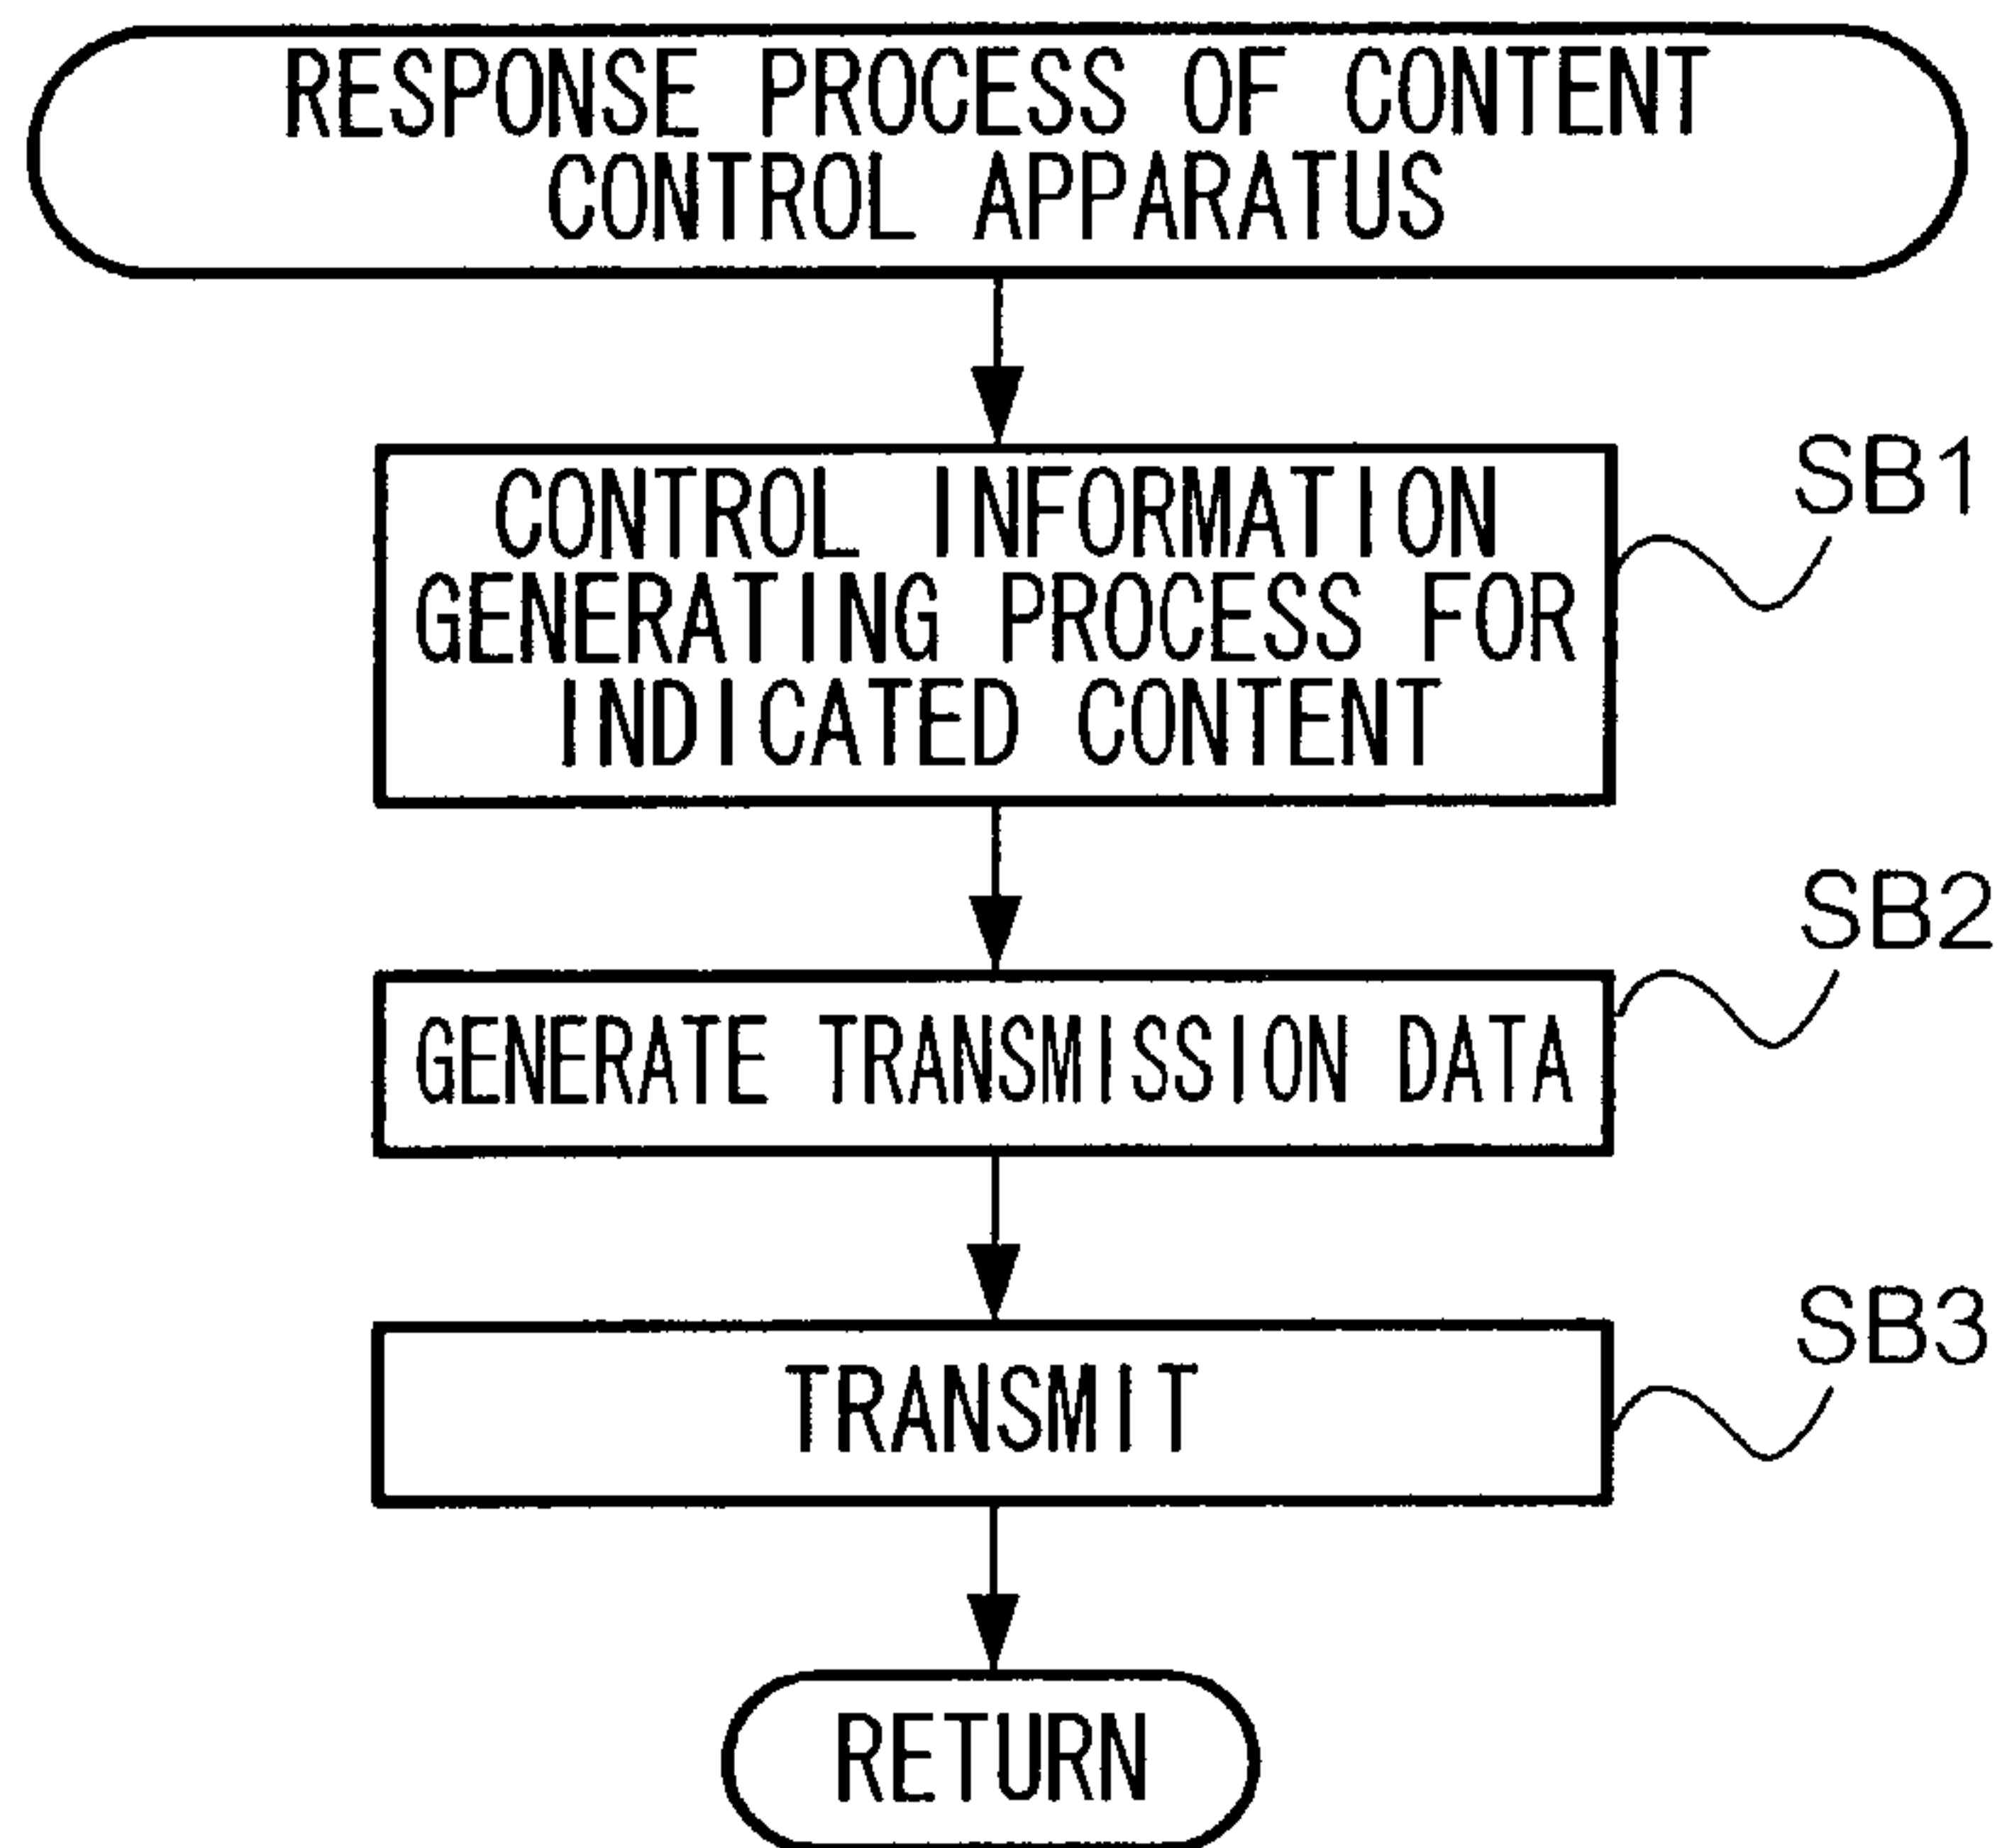 RESPONSE PROCESS OF CONTENT
CONTROL APPARATUS
CONTROL INFORMATION
GENERATING PROCESS FOR
INDICATED CONTENT
SB1
GENERATE TRANSMISSION DATA
SB2
TRANSMIT
SB3
RETURN